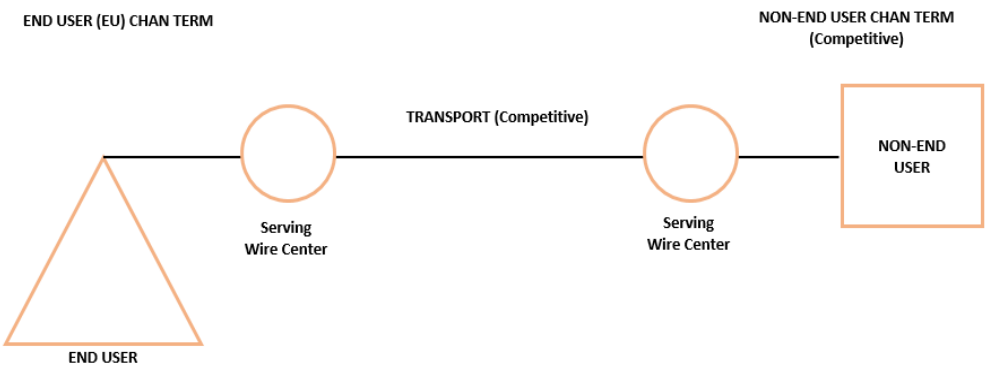 END USER (EU) CHAN TERM
NON-END USER CHAN TERM
(Competitive)
TRANSPORT (Competitive)
NON-END
USER
Serving
Wire Center
Serving
Wire Center
END USER